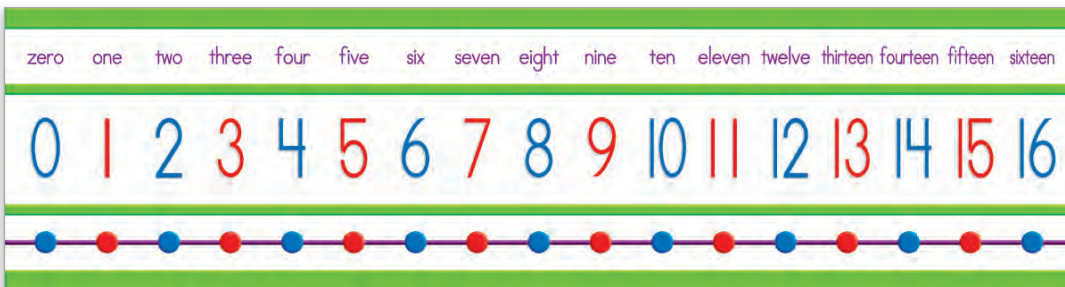 zero one two three four five six seven eight nine ten eleven twelve thirteen fourteen fifteen sixteen
0 1 2 3 4 5 6 7 8 9 10 11 12 13 14 15 16